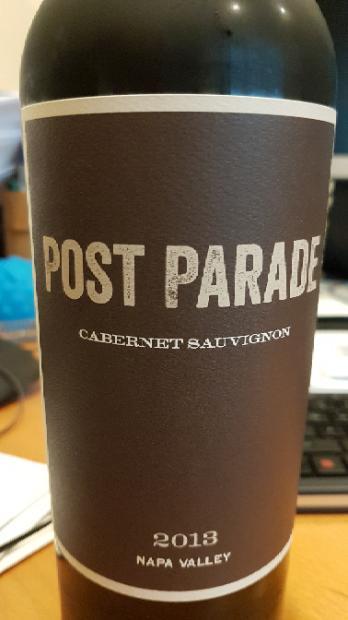 POST PARADE
CABERNET SAUVIGNON
2013
NAPA VALLEY